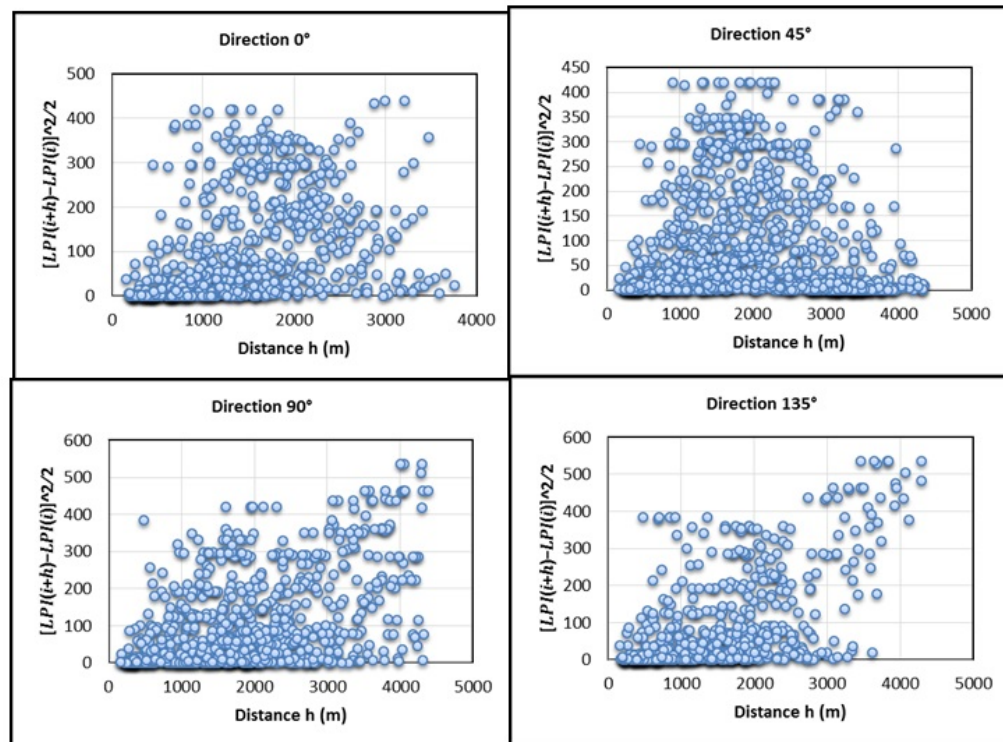 Direction 0°
[LPI(i+h)−LPI(i)]^2/2
500
400
300
200
100
0
0 1000 2000 3000 4000
Distance h (m)
Direction 45°
[LPI(i+h)−LPI(i)]^2/2
450
400
350
300
250
200
150
100
50
0
0 1000 2000 3000 4000 5000
Distance h (m)
Direction 90°
[LPI(i+h)−LPI(i)]^2/2
600
500
400
300
200
100
0
0 1000 2000 3000 4000 5000
Distance h (m)
Direction 135°
[LPI(i+h)−LPI(i)]^2/2
600
500
400
300
200
100
0
0 1000 2000 3000 4000 5000
Distance h (m)